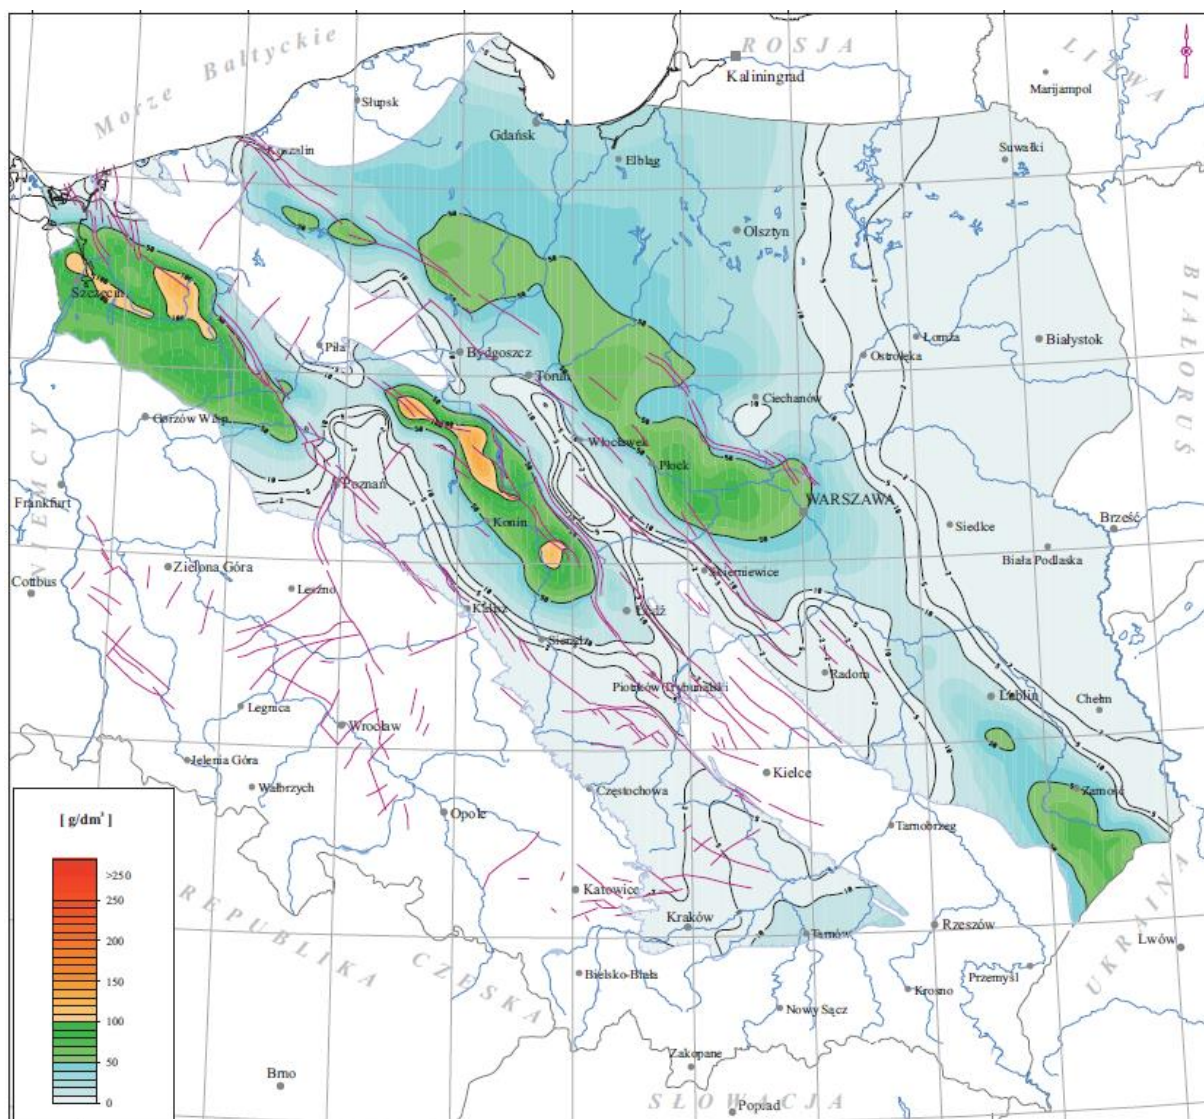 Morze Bałtyckie
ROSJA
LITWA
Kaliningrad
Marijampol
Słupsk
Gdańsk
Koszalin
Elbląg
Suwałki
Olsztyn
BIAŁORUŚ
Szczecin
Piła
Bydgoszcz
Toruń
Ostrołęka
Łomża
Białystok
Ciechanów
Gorzów Wlkp.
Włocławek
Płock
NIEMCY
Frankfurt
Poznań
WARSZAWA
Konin
Siedlce
Brześć
Biała Podlaska
Cottbus
Zielona Góra
Leszno
Skierniewice
Kalisz
Łódź
Sieradz
Piotrków Trybunalski
Radom
Lublin
Chełm
Legnica
Wrocław
Jelenia Góra
Wałbrzych
Kielce
Zamość
Częstochowa
Opole
Tarnobrzeg
Katowice
Kraków
Tarnów
Rzeszów
Lwów
Bielsko-Biała
Przemyśl
Krosno
Nowy Sącz
UKRAINA
REPUBLIKA CZESKA
Zakopane
Brno
SŁOWACJA
Poprad
[ g/dm³ ]
>250
250
200
150
100
50
0